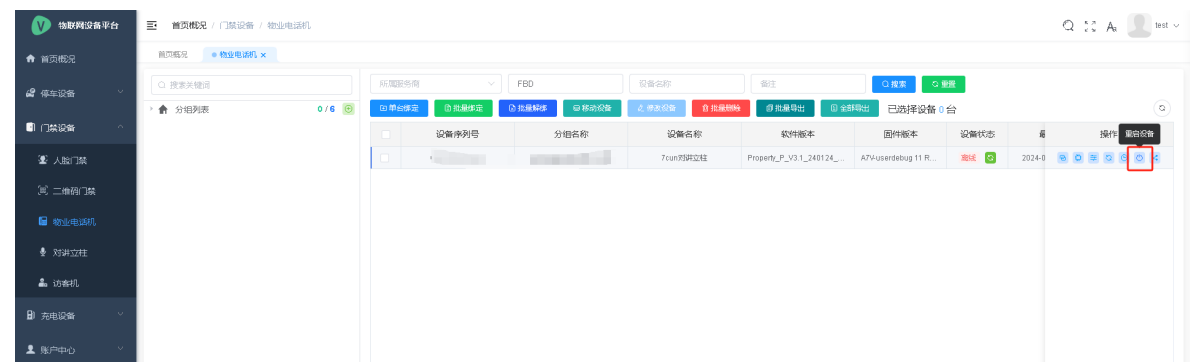 物联网设备平台
首页概况 / 门禁设备 / 物业电话机
test
首页概况
停车设备
门禁设备
人脸门禁
二维码门禁
物业电话机
对讲立柱
访客机
充电设备
账户中心
首页概况 物业电话机 ×
搜索关键词
分组列表 0 / 6
所属服务商 FBD 设备名称 备注 搜索 重置
单台绑定 批量绑定 批量解绑 移动设备 修改设备 批量删除 批量导出 全部导出 已选择设备 0 台
设备序列号 分组名称 设备名称 软件版本 固件版本 设备状态 操作 重启设备
7cun对讲立柱 Property_P_V3.1_240124_... A7V-userdebug 11 R... 离线 2024-0